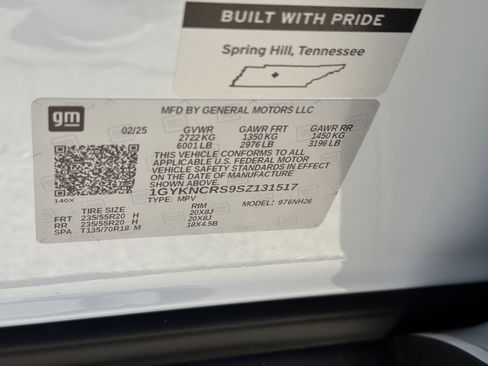 BUILT WITH PRIDE
Spring Hill, Tennessee
gm
MFD BY GENERAL MOTORS LLC
02/25 GVWR GAWR FRT GAWR RR
2722 KG 1350 KG 1450 KG
6001 LB 2976 LB 3196 LB
THIS VEHICLE CONFORMS TO ALL
APPLICABLE U.S. FEDERAL MOTOR
VEHICLE SAFETY STANDARDS IN EFFECT
ON THE DATE OF MANUFACTURE
SHOWN ABOVE.
1GYKNCRS9SZ131517
140X TYPE: MPV MODEL: 976NH26
TIRE SIZE RIM
FRT 235/55R20 H 20X8J
RR 235/55R20 H 20X8J
SPA T135/70R18 M 18X4.5B